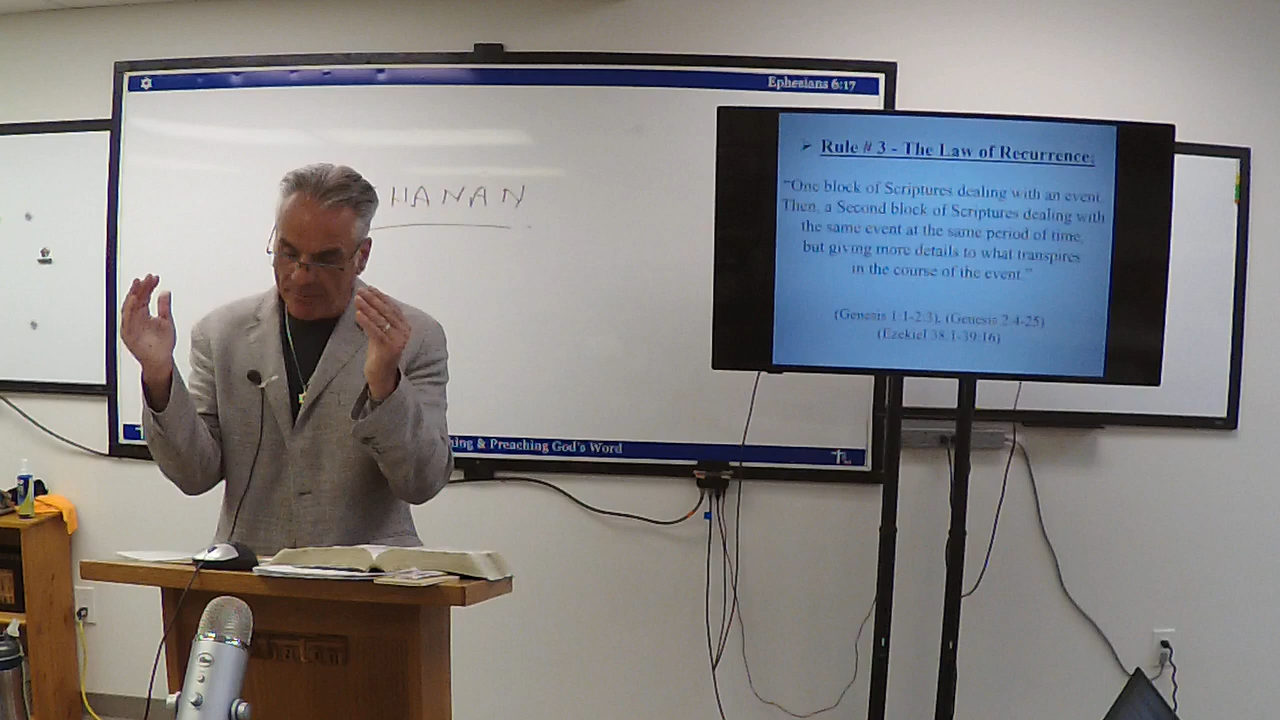 Ephesians 6:17
HANAN
➢ Rule # 3 - The Law of Recurrence:
"One block of Scriptures dealing with an event.
Then, a Second block of Scriptures dealing with
the same event at the same period of time,
but giving more details to what transpires
in the course of the event."
(Genesis 1:1-2:3), (Genesis 2:4-25)
(Ezekiel 38:1-39:16)
hing & Preaching God's Word